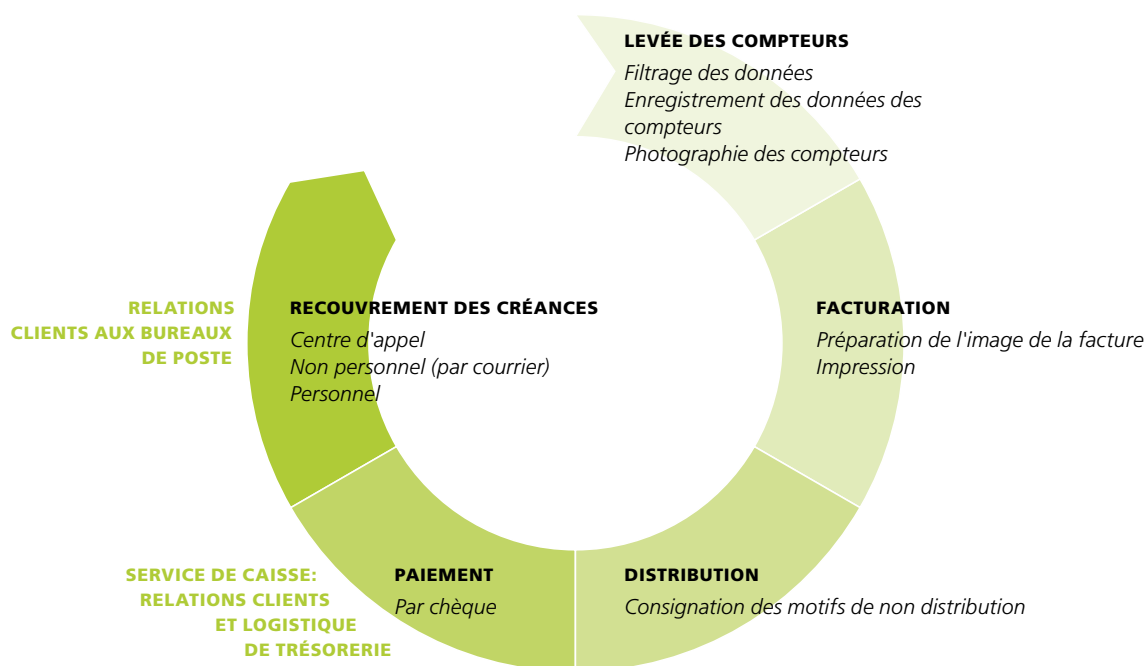 LEVÉE DES COMPTEURS
Filtrage des données
Enregistrement des données des
compteurs
Photographie des compteurs
FACTURATION
Préparation de l'image de la facture
Impression
DISTRIBUTION
Consignation des motifs de non distribution
PAIEMENT
Par chèque
SERVICE DE CAISSE:
RELATIONS CLIENTS
ET LOGISTIQUE
DE TRÉSORERIE
RECOUVREMENT DES CRÉANCES
Centre d'appel
Non personnel (par courrier)
Personnel
RELATIONS
CLIENTS AUX BUREAUX
DE POSTE